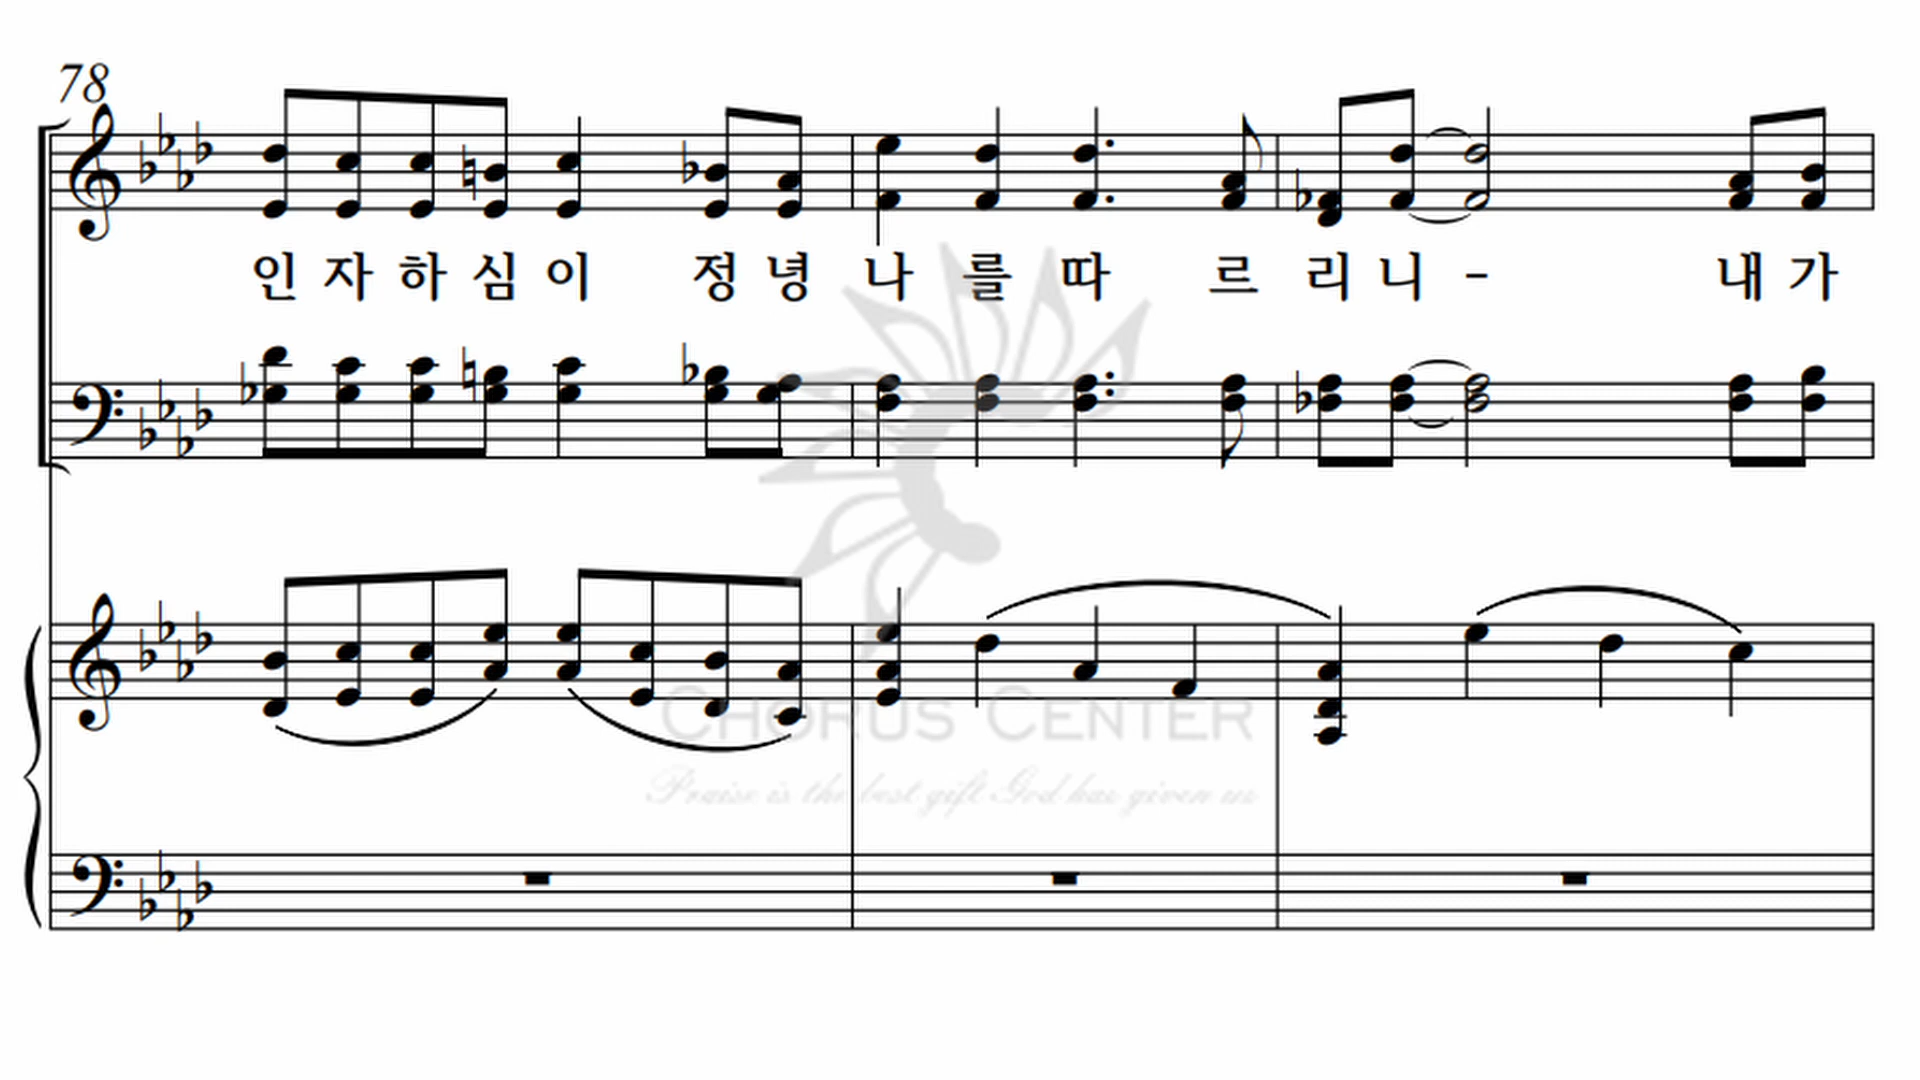 78
인 자 하 심 이 정 녕 나 를 따 르 리 니 - 내 가
CHORUS CENTER
Praise is the best gift God has given us